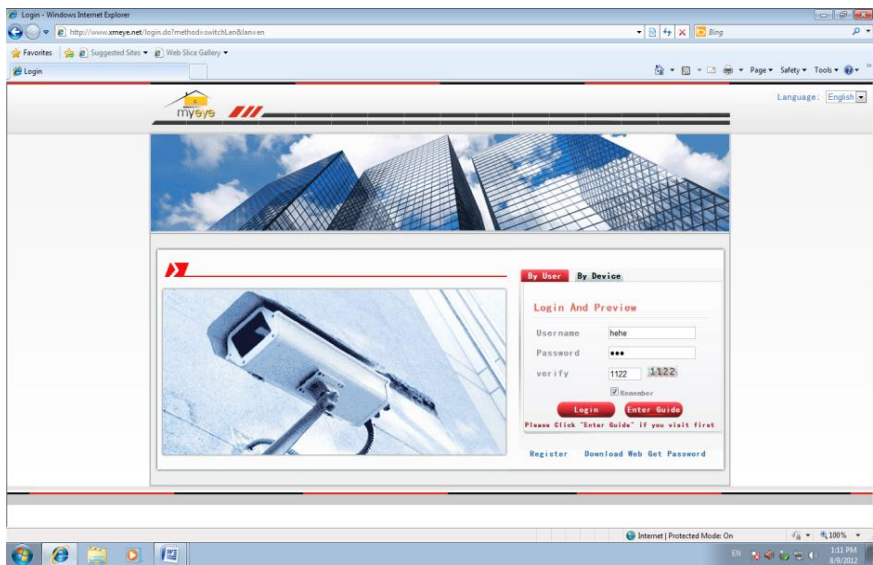 Login - Windows Internet Explorer
http://www.xmeye.net/login.do?method=switchLan&lan=en
Bing
Favorites Suggested Sites Web Slice Gallery
Login
Page Safety Tools
Language: English
myeye
By User By Device
Login And Preview
Username hehe
Password •••
verify 1122 1122
Remember
Login Enter Guide
Please Click "Enter Guide" if you visit first
Register Download Web Get Password
Internet | Protected Mode: On 100%
EN 1:11 PM
8/9/2012